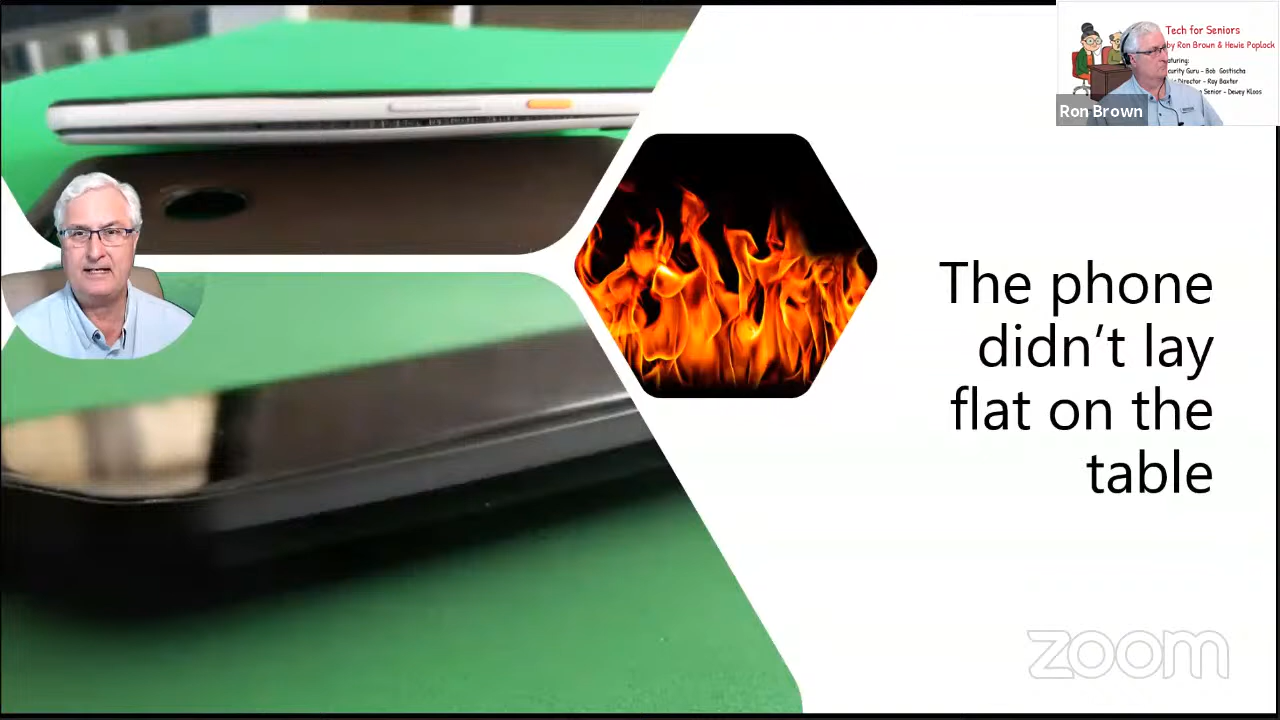 Tech for Seniors
by Ron Brown & Hewie Poplock
Ron Brown
The phone
didn’t lay
flat on the
table
zoom